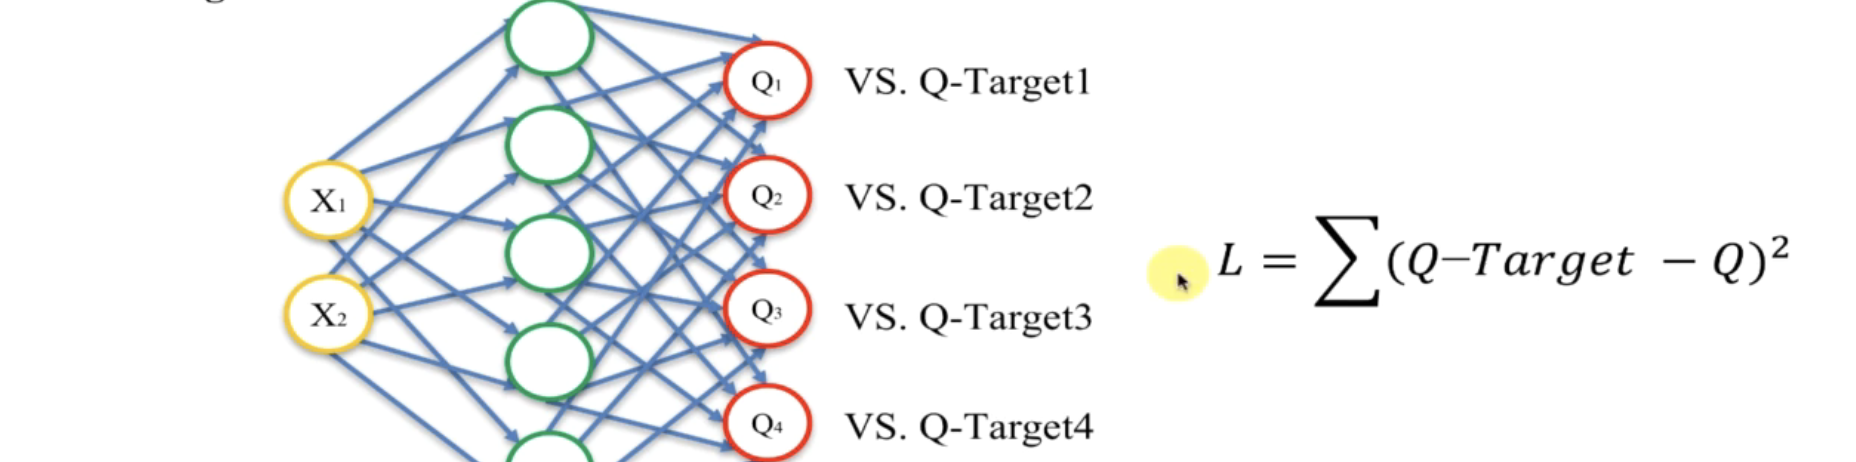 Q1 VS. Q-Target1
X1
Q2 VS. Q-Target2
L = ∑(Q−Target − Q)²
X2
Q3 VS. Q-Target3
Q4 VS. Q-Target4